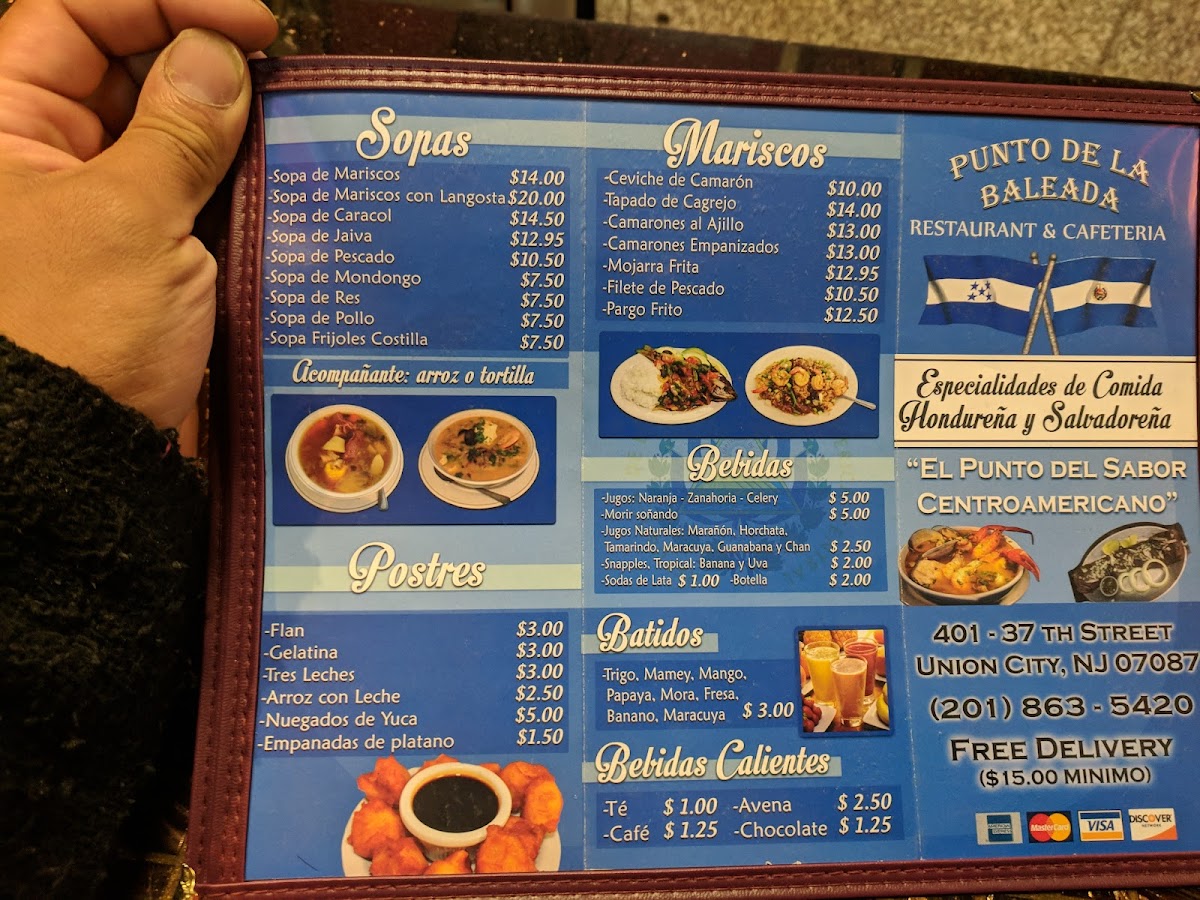 Sopas
-Sopa de Mariscos $14.00
-Sopa de Mariscos con Langosta $20.00
-Sopa de Caracol $14.50
-Sopa de Jaiva $12.95
-Sopa de Pescado $10.50
-Sopa de Mondongo $7.50
-Sopa de Res $7.50
-Sopa de Pollo $7.50
-Sopa Frijoles Costilla $7.50
Acompañante: arroz o tortilla
Postres
-Flan $3.00
-Gelatina $3.00
-Tres Leches $3.00
-Arroz con Leche $2.50
-Nuegados de Yuca $5.00
-Empanadas de platano $1.50
Mariscos
-Ceviche de Camarón $10.00
-Tapado de Cagrejo $14.00
-Camarones al Ajillo $13.00
-Camarones Empanizados $13.00
-Mojarra Frita $12.95
-Filete de Pescado $10.50
-Pargo Frito $12.50
Bebidas
-Jugos: Naranja - Zanahoria - Celery $ 5.00
-Morir soñando $ 5.00
-Jugos Naturales: Marañón, Horchata,
Tamarindo, Maracuya, Guanabana y Chan $ 2.50
-Snapples, Tropical: Banana y Uva $ 2.00
-Sodas de Lata $ 1.00 -Botella $ 2.00
Batidos
-Trigo, Mamey, Mango,
Papaya, Mora, Fresa,
Banano, Maracuya $ 3.00
Bebidas Calientes
-Té $ 1.00 -Avena $ 2.50
-Café $ 1.25 -Chocolate $ 1.25
PUNTO DE LA
BALEADA
RESTAURANT & CAFETERIA
Especialidades de Comida
Hondureña y Salvadoreña
"EL PUNTO DEL SABOR
CENTROAMERICANO"
401 - 37 TH STREET
UNION CITY, NJ 07087
(201) 863 - 5420
FREE DELIVERY
($15.00 MINIMO)
MasterCard
VISA
DISCOVER
NETWORK